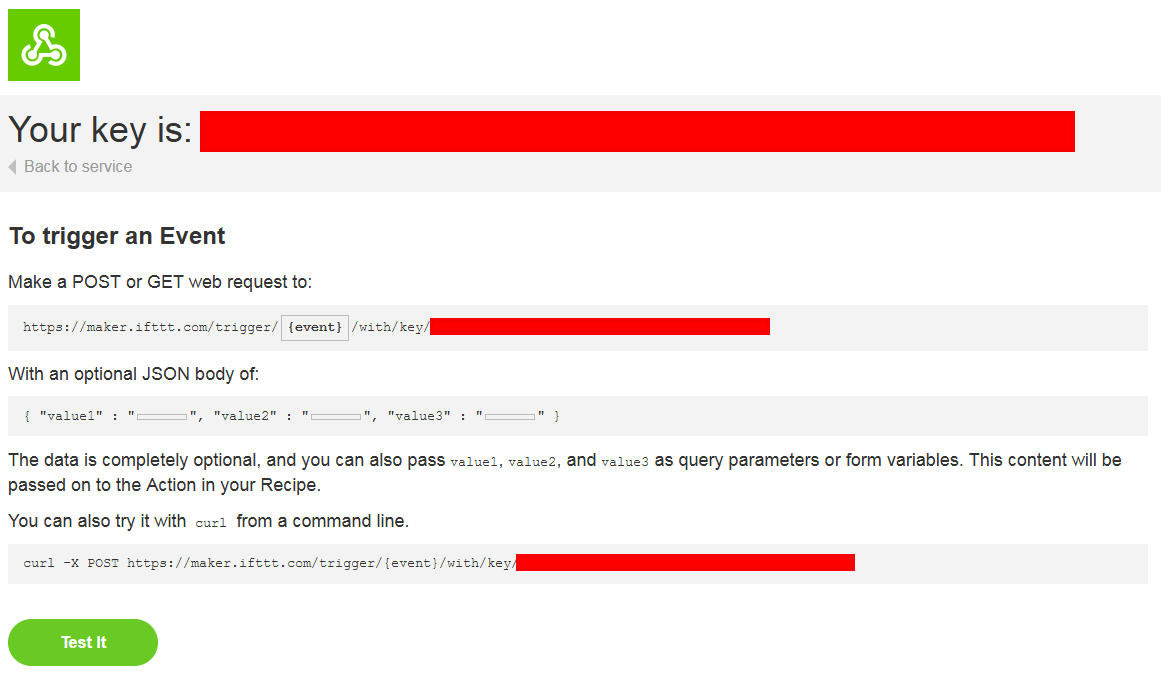 Your key is:
Back to service
To trigger an Event
Make a POST or GET web request to:
https://maker.ifttt.com/trigger/ {event} /with/key/
With an optional JSON body of:
{ "value1" : "", "value2" : "", "value3" : "" }
The data is completely optional, and you can also pass value1, value2, and value3 as query parameters or form variables. This content will be
passed on to the Action in your Recipe.
You can also try it with curl from a command line.
curl -X POST https://maker.ifttt.com/trigger/{event}/with/key/
Test It